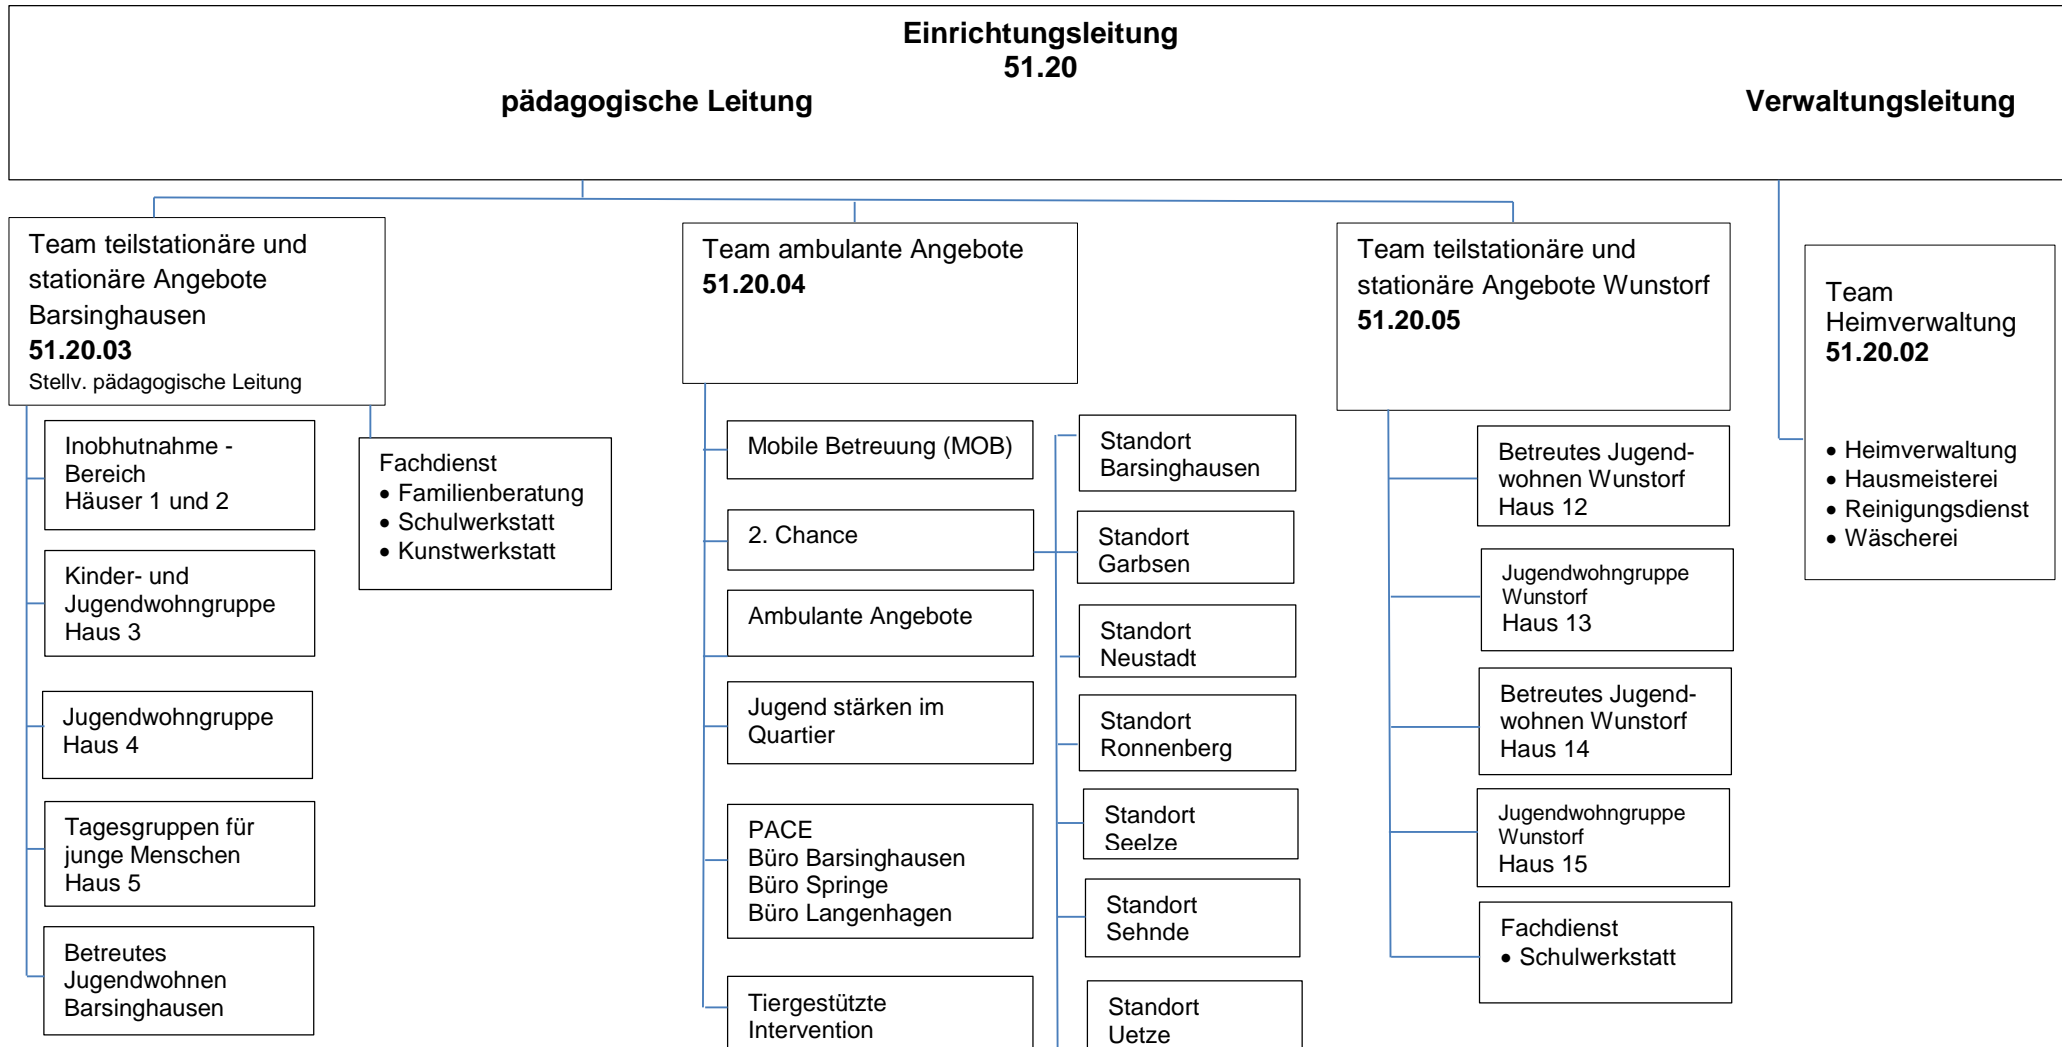 Einrichtungsleitung
51.20
pädagogische Leitung
Verwaltungsleitung
Team teilstationäre und
stationäre Angebote
Barsinghausen
51.20.03
Stellv. pädagogische Leitung
Inobhutnahme -
Bereich
Häuser 1 und 2
Kinder- und
Jugendwohngruppe
Haus 3
Jugendwohngruppe
Haus 4
Tagesgruppen für
junge Menschen
Haus 5
Betreutes
Jugendwohnen
Barsinghausen
Fachdienst
• Familienberatung
• Schulwerkstatt
• Kunstwerkstatt
Team ambulante Angebote
51.20.04
Mobile Betreuung (MOB)
2. Chance
Ambulante Angebote
Jugend stärken im
Quartier
PACE
Büro Barsinghausen
Büro Springe
Büro Langenhagen
Tiergestützte
Intervention
Standort
Barsinghausen
Standort
Garbsen
Standort
Neustadt
Standort
Ronnenberg
Standort
Seelze
Standort
Sehnde
Standort
Uetze
Team teilstationäre und
stationäre Angebote Wunstorf
51.20.05
Betreutes Jugend-
wohnen Wunstorf
Haus 12
Jugendwohngruppe
Wunstorf
Haus 13
Betreutes Jugend-
wohnen Wunstorf
Haus 14
Jugendwohngruppe
Wunstorf
Haus 15
Fachdienst
• Schulwerkstatt
Team
Heimverwaltung
51.20.02
• Heimverwaltung
• Hausmeisterei
• Reinigungsdienst
• Wäscherei